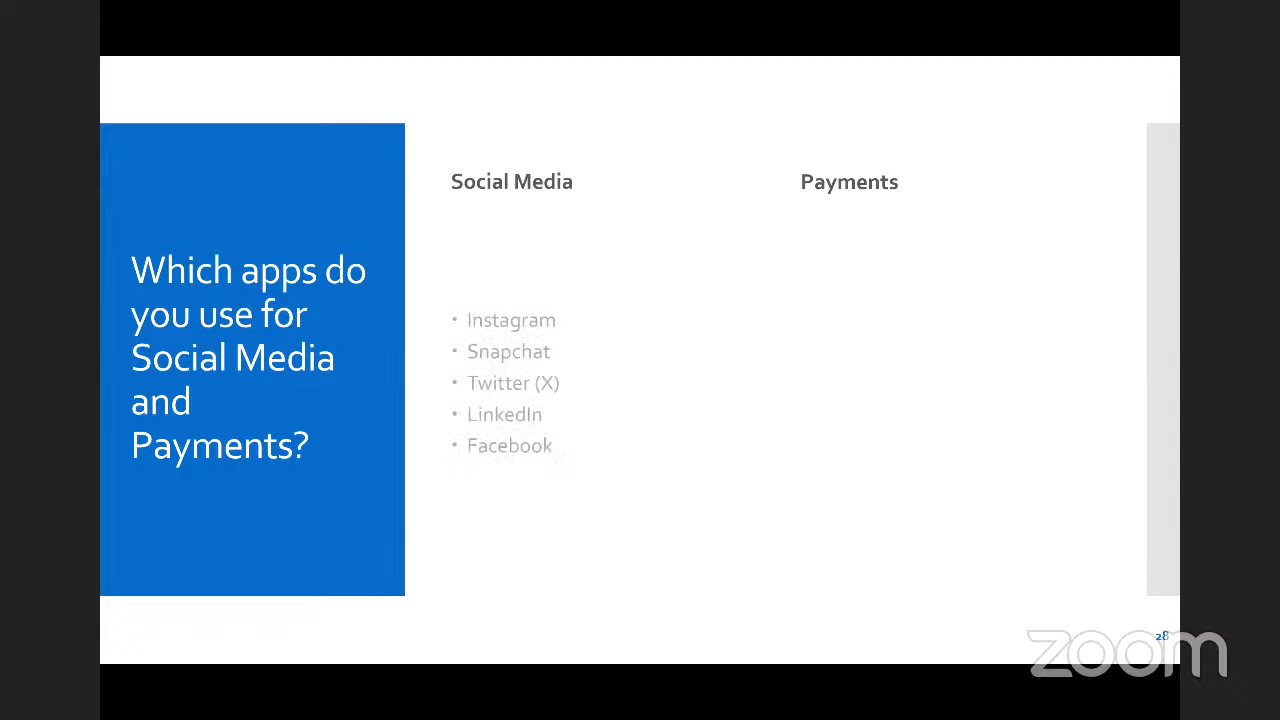 Which apps do
you use for
Social Media
and
Payments?
Social Media
• Instagram
• Snapchat
• Twitter (X)
• LinkedIn
• Facebook
Payments
28
zoom